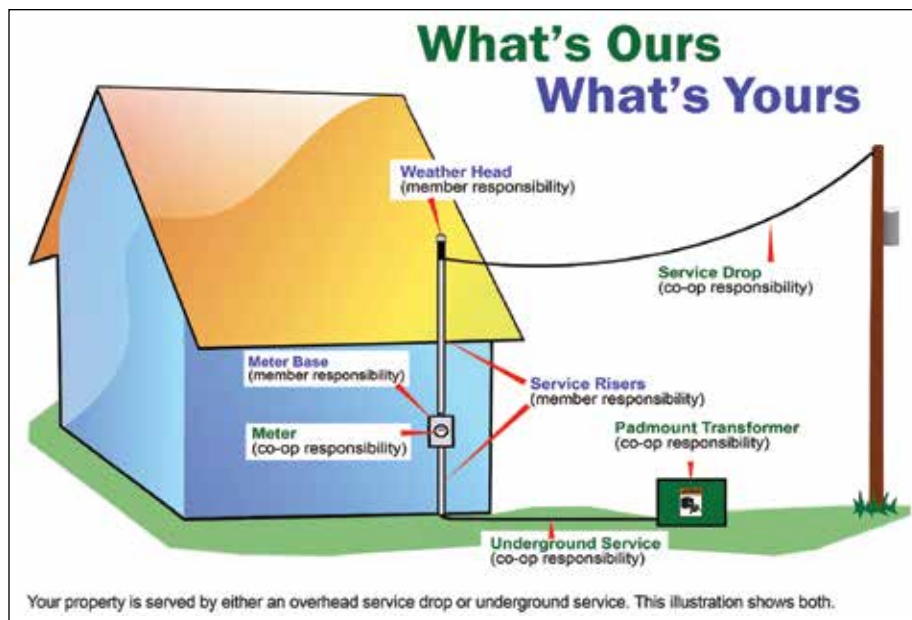 What's Ours
What's Yours
Weather Head
(member responsibility)
Service Drop
(co-op responsibility)
Meter Base
(member responsibility)
Service Risers
(member responsibility)
Meter
(co-op responsibility)
Padmount Transformer
(co-op responsibility)
Underground Service
(co-op responsibility)
Your property is served by either an overhead service drop or underground service. This illustration shows both.